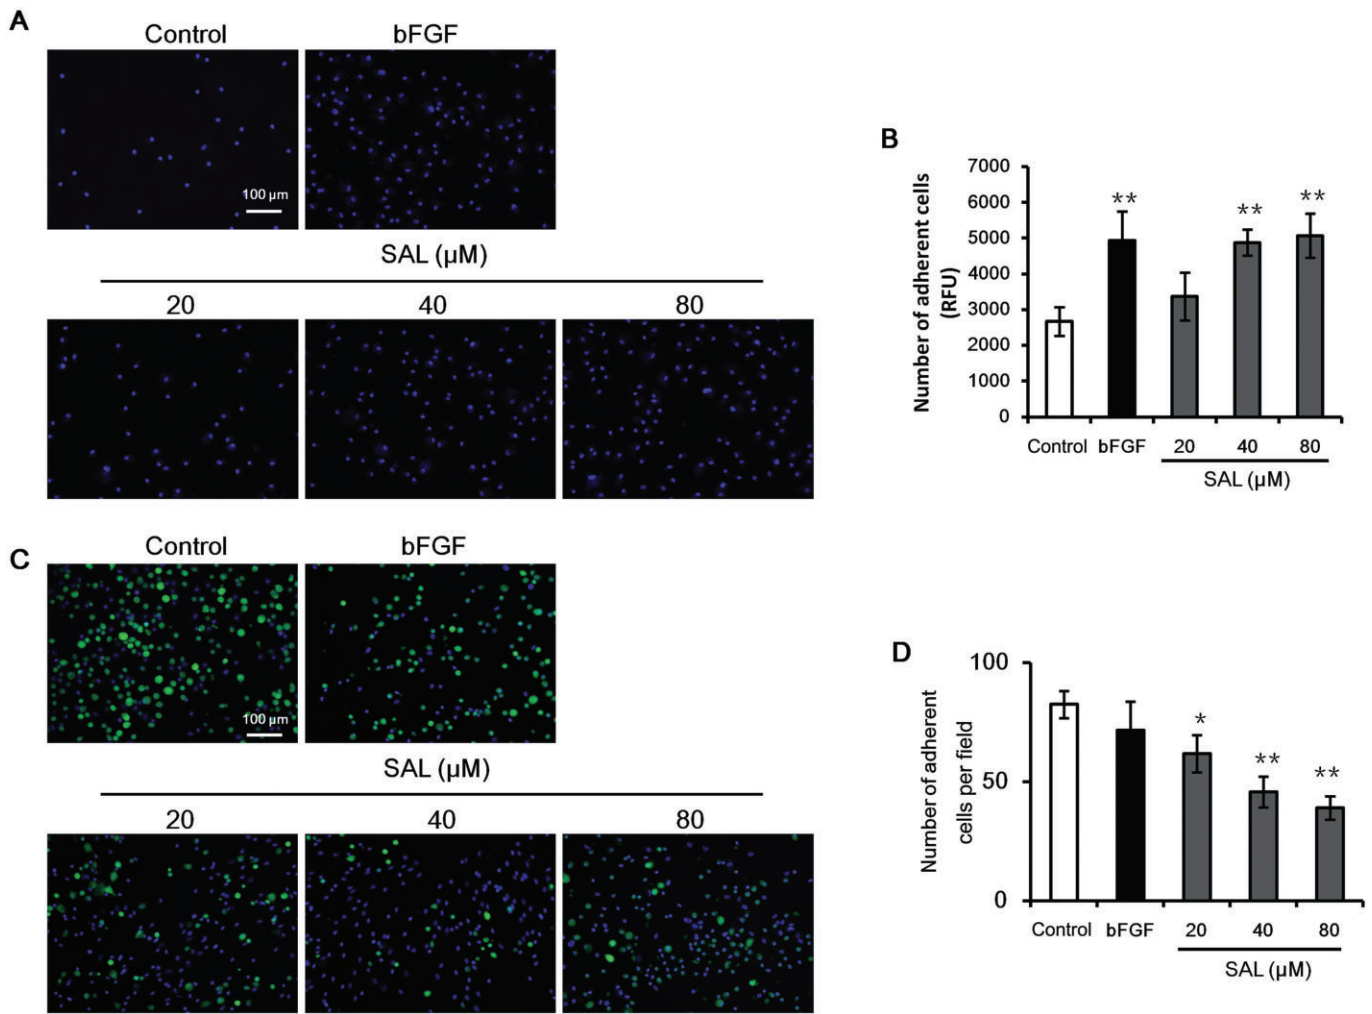 A
Control
bFGF
100 µm
SAL (µM)
20
40
80
B
Number of adherent cells
(RFU)
7000
6000
5000
4000
3000
2000
1000
0
**
**
**
Control
bFGF
20
40
80
SAL (µM)
C
Control
bFGF
100 µm
SAL (µM)
20
40
80
D
Number of adherent
cells per field
100
50
0
*
**
**
Control
bFGF
20
40
80
SAL (µM)